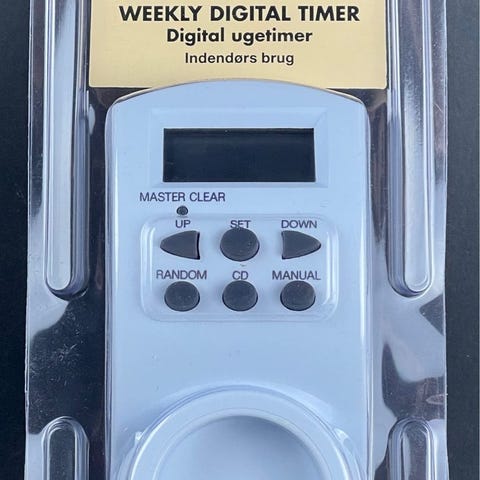 WEEKLY DIGITAL TIMER
Digital ugetimer
Indendørs brug
MASTER CLEAR
UP SET DOWN
RANDOM CD MANUAL